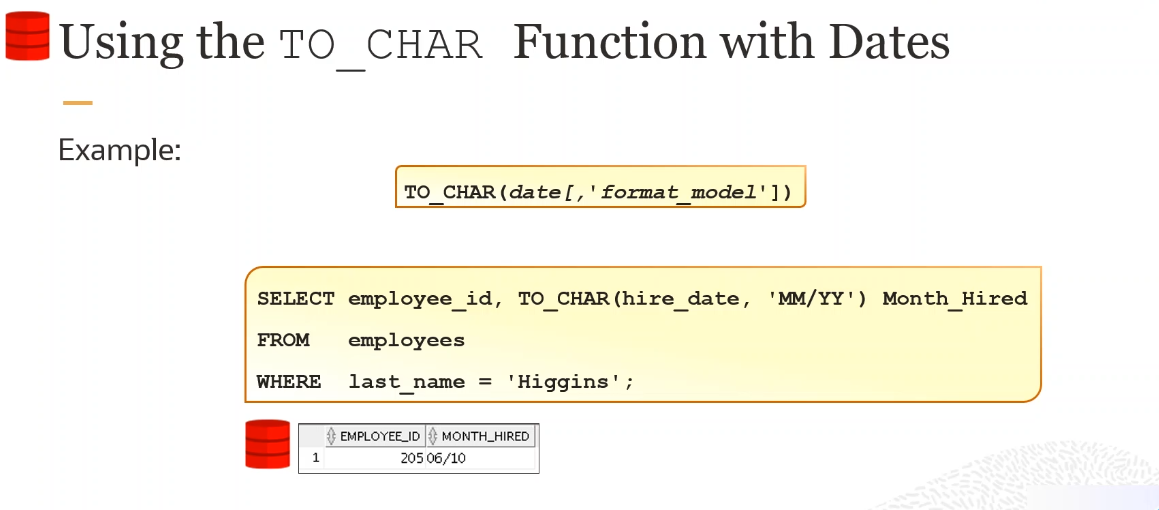 Using the TO_CHAR Function with Dates
Example:
TO_CHAR(date[,'format_model'])
SELECT employee_id, TO_CHAR(hire_date, 'MM/YY') Month_Hired
FROM employees
WHERE last_name = 'Higgins';
EMPLOYEE_ID MONTH_HIRED
1 205 06/10